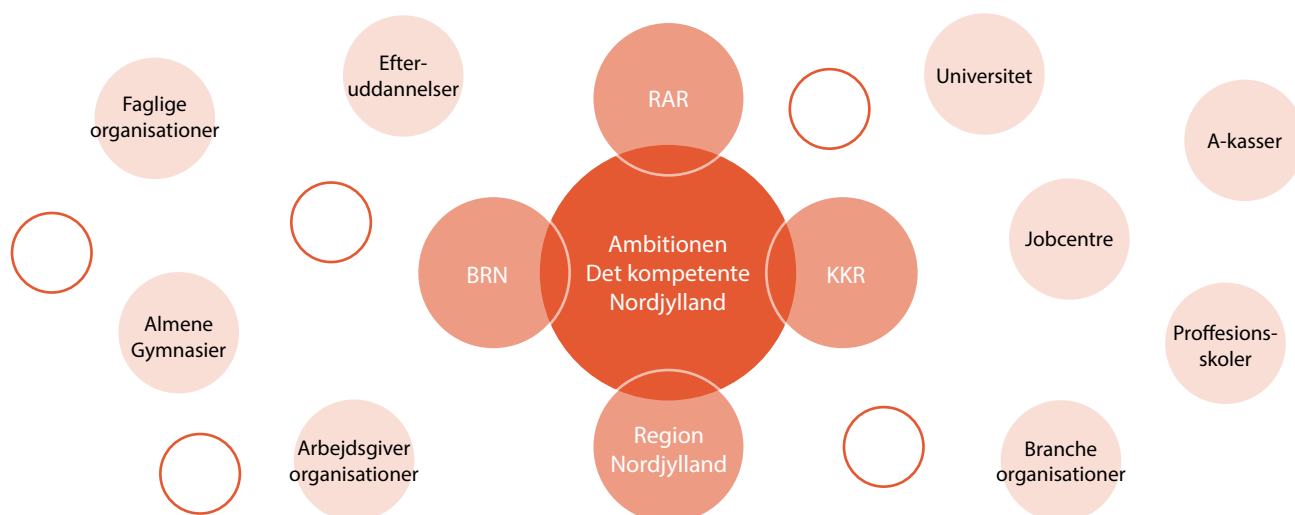 Efter-
uddannelser
Universitet
Faglige
organisationer
RAR
A-kasser
Ambitionen
Det kompetente
Nordjylland
BRN
KKR
Jobcentre
Almene
Gymnasier
Proffesions-
skoler
Arbejdsgiver
organisationer
Region
Nordjylland
Branche
organisationer